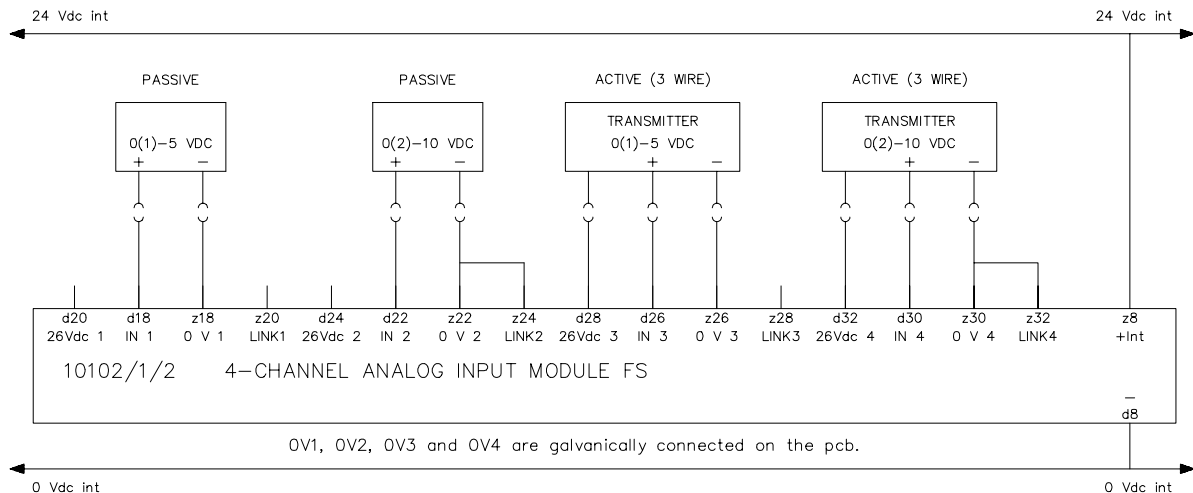 24 Vdc int 24 Vdc int
PASSIVE PASSIVE ACTIVE (3 WIRE) ACTIVE (3 WIRE)
TRANSMITTER TRANSMITTER
0(1)-5 VDC 0(2)-10 VDC 0(1)-5 VDC 0(2)-10 VDC
+ - + - + - + -
d20 d18 z18 z20 d24 d22 z22 z24 d28 d26 z26 z28 d32 d30 z30 z32 z8
26Vdc 1 IN 1 0 V 1 LINK1 26Vdc 2 IN 2 0 V 2 LINK2 26Vdc 3 IN 3 0 V 3 LINK3 26Vdc 4 IN 4 0 V 4 LINK4 +Int
10102/1/2 4-CHANNEL ANALOG INPUT MODULE FS
-
d8
0V1, 0V2, 0V3 and 0V4 are galvanically connected on the pcb.
0 Vdc int 0 Vdc int